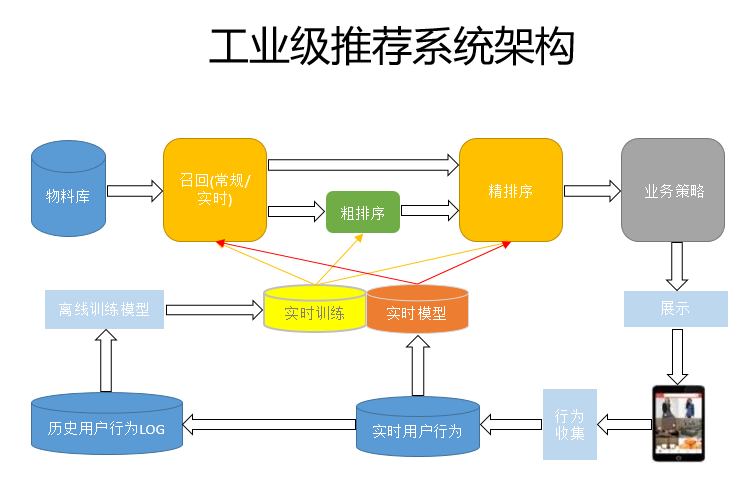 工业级推荐系统架构
物料库
召回(常规/
实时)
粗排序
精排序
业务策略
离线训练模型
实时训练
实时模型
展示
历史用户行为LOG
实时用户行为
行为
收集